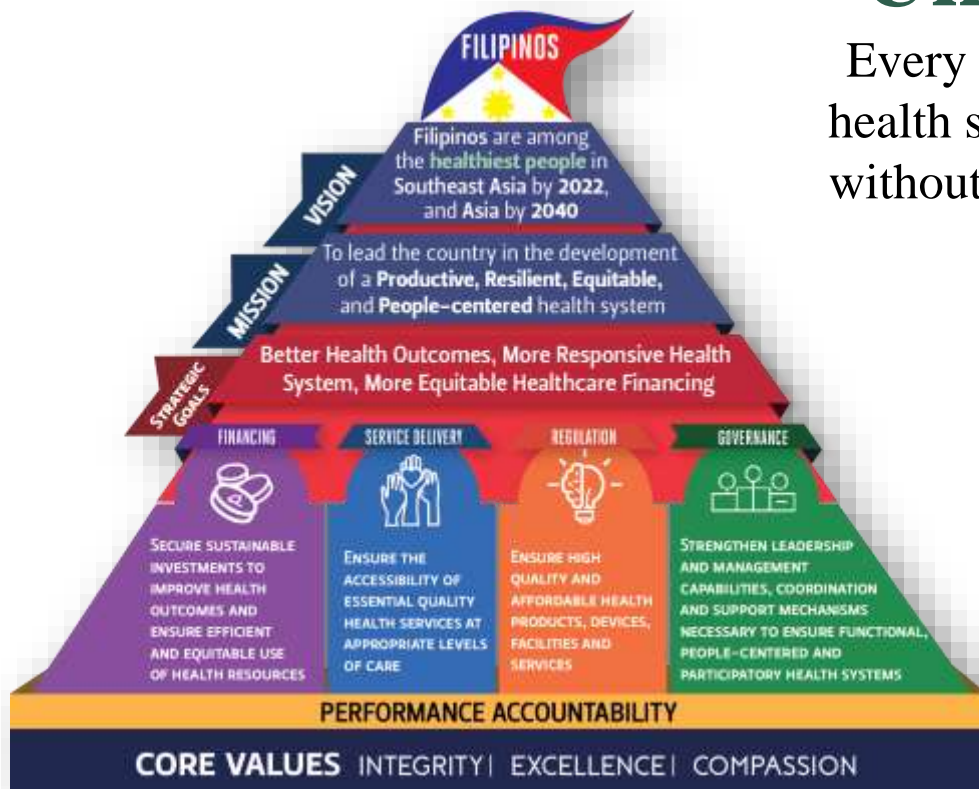 FILIPINOS
Every
health
without
VISION
Filipinos are among
the healthiest people in
Southeast Asia by 2022,
and Asia by 2040
MISSION
To lead the country in the development
of a Productive, Resilient, Equitable,
and People-centered health system
STRATEGIC
GOALS
Better Health Outcomes, More Responsive Health
System, More Equitable Healthcare Financing
FINANCING
SECURE SUSTAINABLE
INVESTMENTS TO
IMPROVE HEALTH
OUTCOMES AND
ENSURE EFFICIENT
AND EQUITABLE USE
OF HEALTH RESOURCES
SERVICE DELIVERY
ENSURE THE
ACCESSIBILITY OF
ESSENTIAL QUALITY
HEALTH SERVICES AT
APPROPRIATE LEVELS
OF CARE
REGULATION
ENSURE HIGH
QUALITY AND
AFFORDABLE HEALTH
PRODUCTS, DEVICES,
FACILITIES AND
SERVICES
GOVERNANCE
STRENGTHEN LEADERSHIP
AND MANAGEMENT
CAPABILITIES, COORDINATION
AND SUPPORT MECHANISMS
NECESSARY TO ENSURE FUNCTIONAL,
PEOPLE-CENTERED AND
PARTICIPATORY HEALTH SYSTEMS
PERFORMANCE ACCOUNTABILITY
CORE VALUES INTEGRITY| EXCELLENCE| COMPASSION